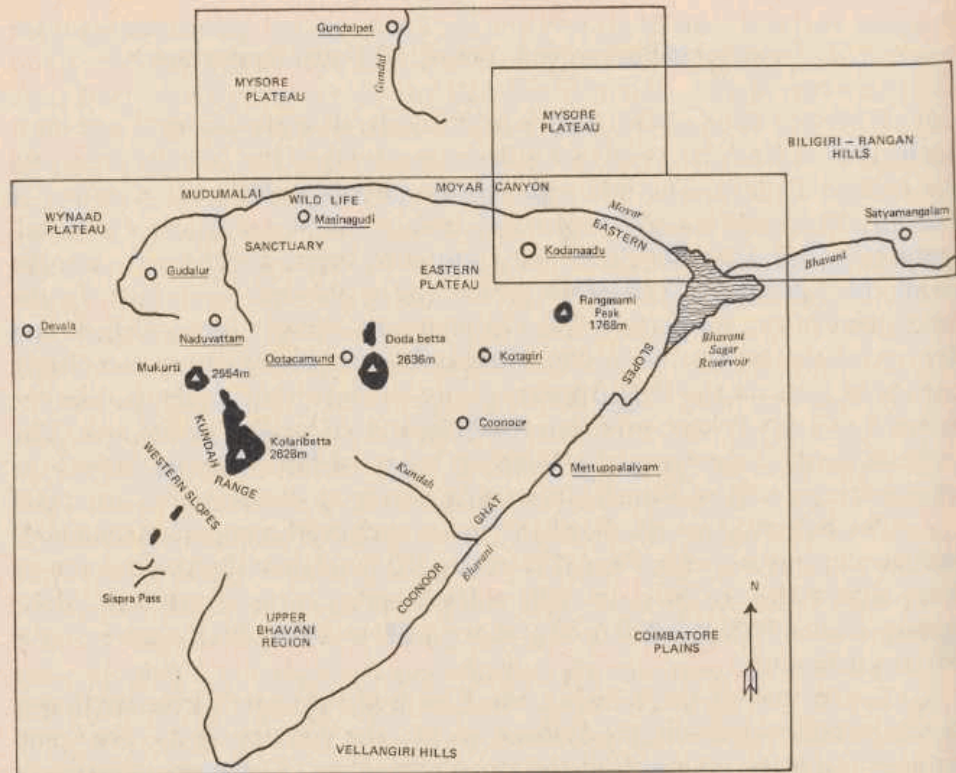 Gundalpet
Gundal
MYSORE
PLATEAU
MYSORE
PLATEAU
BILIGIRI – RANGAN
HILLS
MUDUMALAI
WILD LIFE
SANCTUARY
MOYAR CANYON
Moyar
WYNAAD
PLATEAU
Masinagudi
EASTERN
SLOPES
Satyamangalam
Kodanaadu
Bhavani
Gudalur
EASTERN
PLATEAU
Rangasami
Peak
1768m
Devala
Naduvattam
Doda betta
2636m
Ootacamund
Kotagiri
Bhavani
Sagar
Reservoir
Mukurti
2554m
KUNDAH
RANGE
Kolaribetta
2628m
Coonoor
WESTERN SLOPES
Kundah
Mettuppalaiyam
Sispra Pass
COONOOR
GHAT
Bhavani
N
UPPER
BHAVANI
REGION
COIMBATORE
PLAINS
VELLANGIRI HILLS